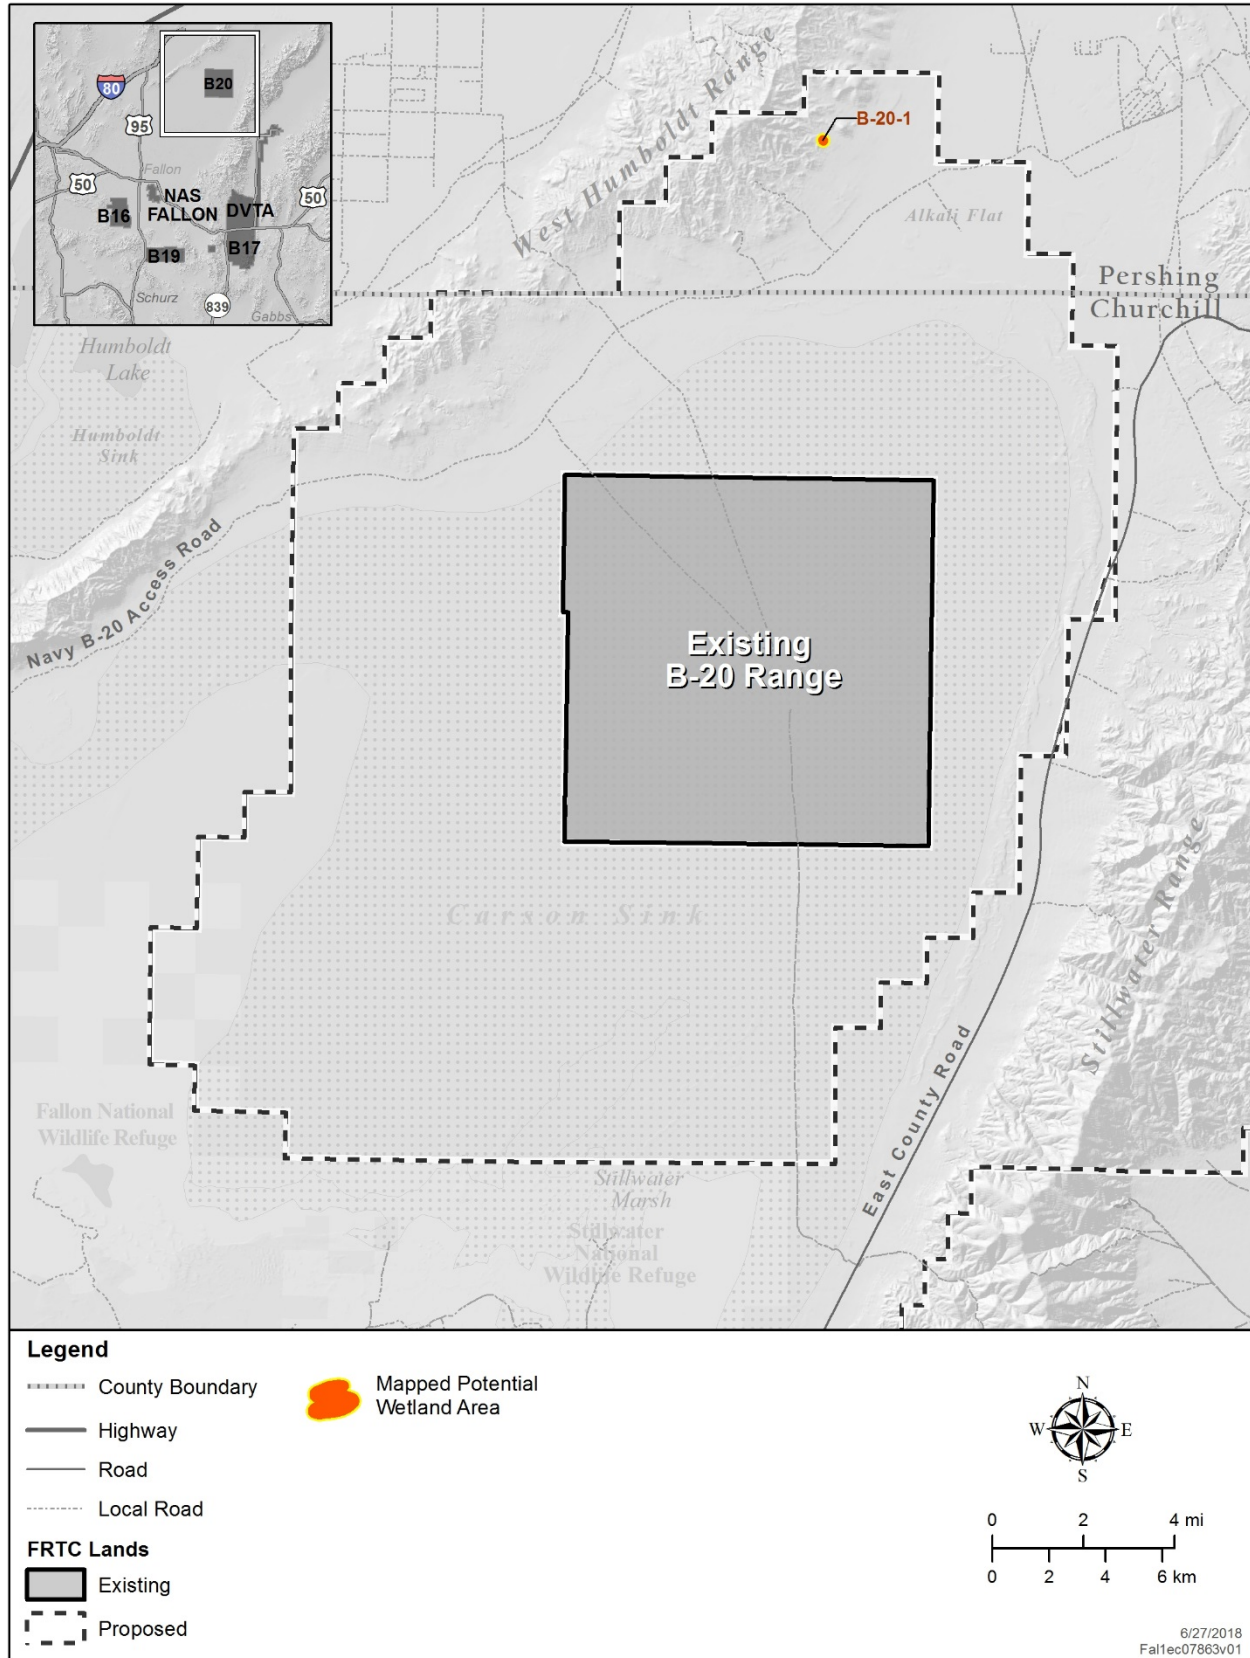 80
B20
95
Fallon
50
NAS
FALLON
50
B16
DVTA
B19
B17
Schurz
839
Gabbs
West Humboldt Range
B-20-1
Alkali Flat
Pershing
Churchill
Humboldt
Lake
Humboldt
Sink
Navy B-20 Access Road
Existing
B-20 Range
Carson Sink
Stillwater Range
East County Road
Fallon National
Wildlife Refuge
Stillwater
Marsh
Stillwater
National
Wildlife Refuge
Legend
County Boundary
Highway
Road
Local Road
Mapped Potential
Wetland Area
FRTC Lands
Existing
Proposed
N
W E
S
0 2 4 mi
0 2 4 6 km
6/27/2018
Fal1ec07863v01